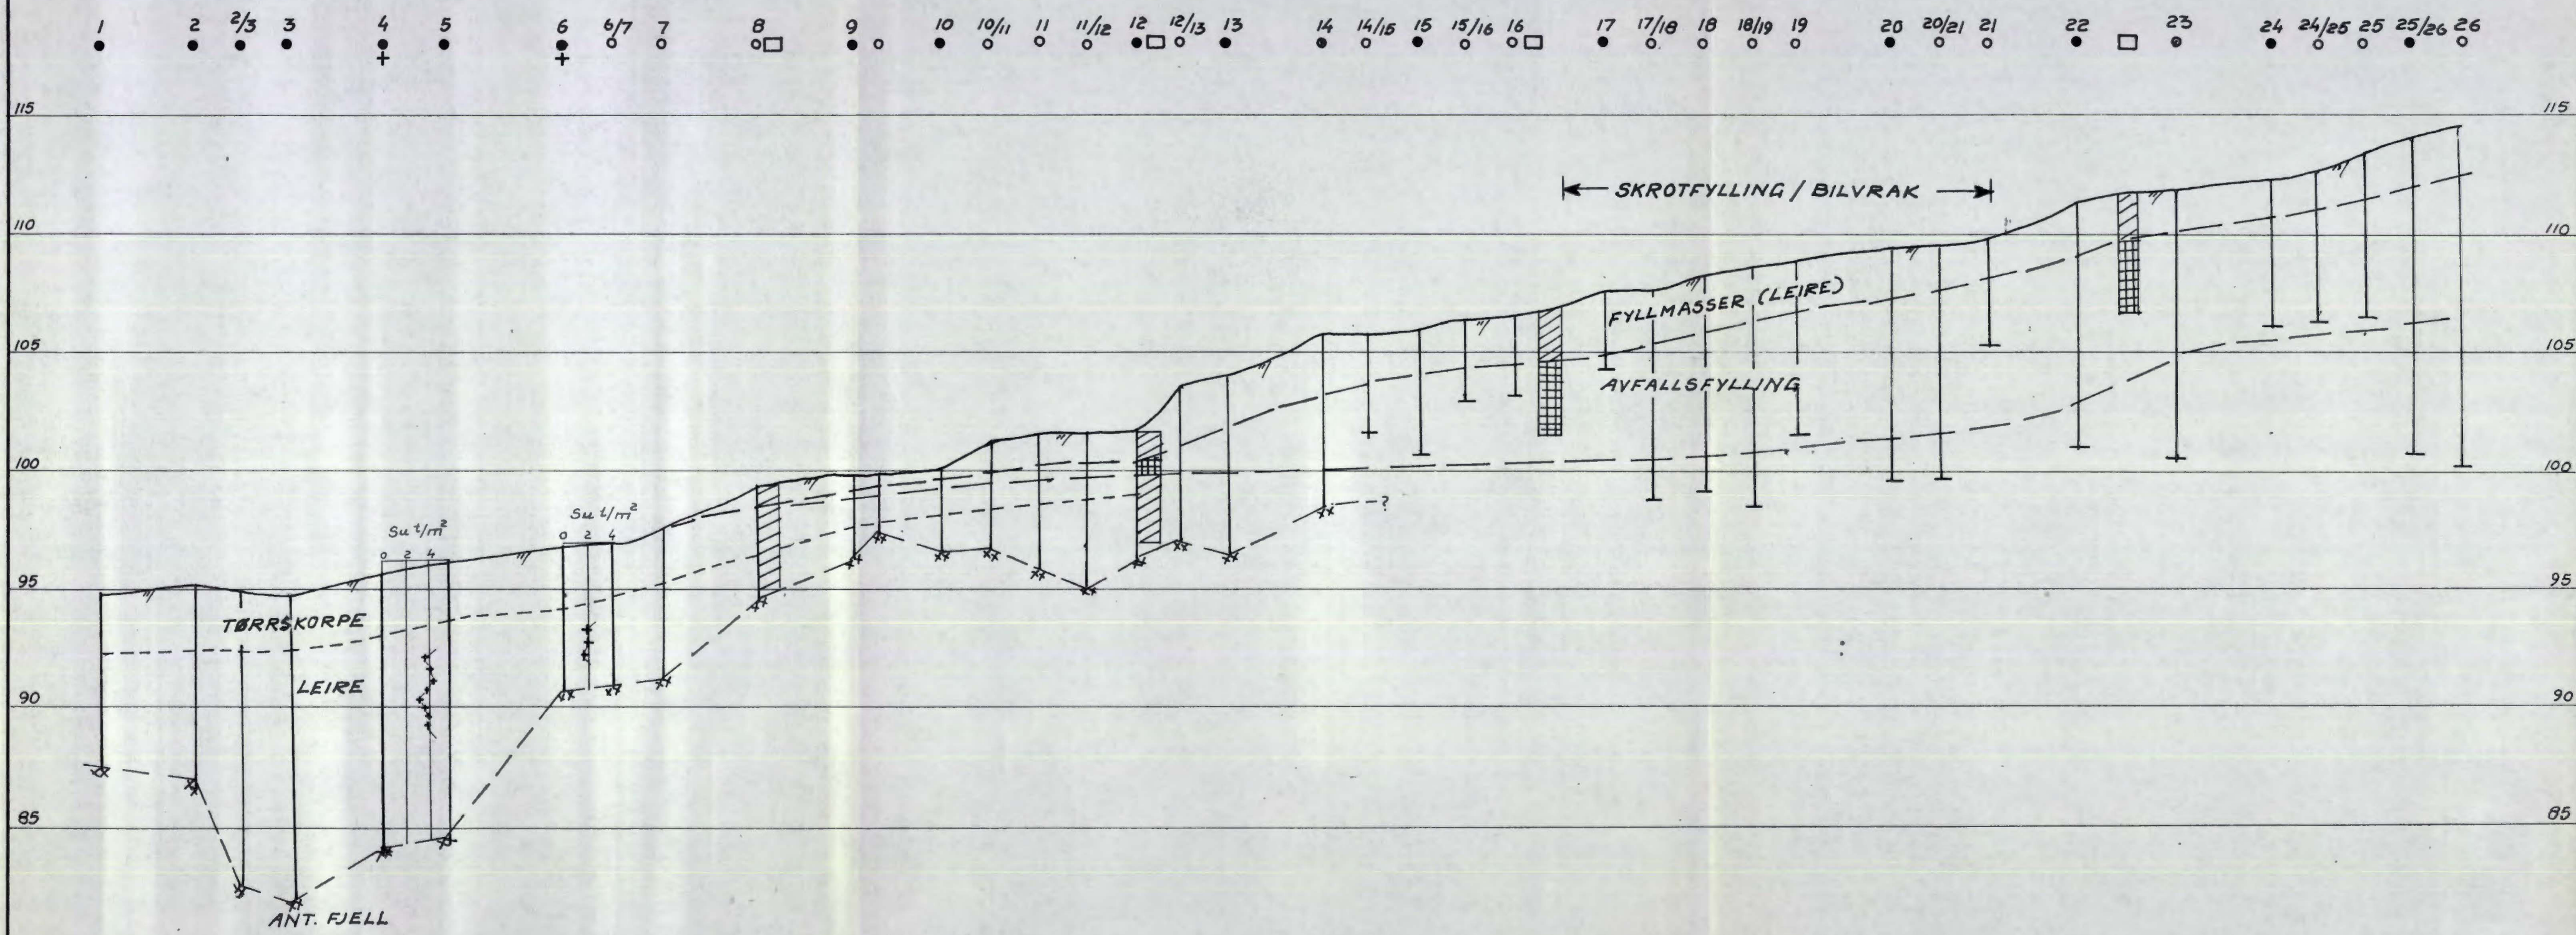 1 2 2/3 3 4 5 6 6/7 7 8 9 10 10/11 11 11/12 12 12/13 13 14 14/15 15 15/16 16 17 17/18 18 18/19 19 20 20/21 21 22 23 24 24/25 25 25/26 26
115 115
SKROTFYLLING / BILVRAK
110 110
FYLLMASSER (LEIRE)
105 105
AVFALLSFYLLING
100 100
?
Su t/m²
0 2 4
Su t/m²
0 2 4
95 95
TØRRSKORPE
LEIRE
90 90
85 85
ANT. FJELL